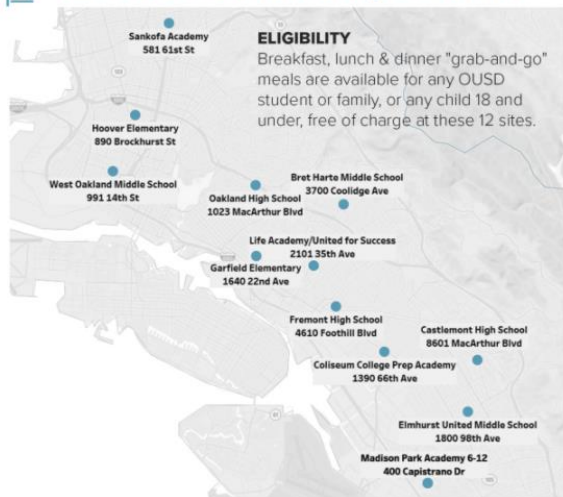 Sankofa Academy
581 61st St
ELIGIBILITY
Breakfast, lunch & dinner "grab-and-go"
meals are available for any OUSD
student or family, or any child 18 and
under, free of charge at these 12 sites.
Hoover Elementary
890 Brockhurst St
West Oakland Middle School
991 14th St
Oakland High School
1023 MacArthur Blvd
Bret Harte Middle School
3700 Coolidge Ave
Life Academy/United for Success
2101 35th Ave
Garfield Elementary
1640 22nd Ave
Fremont High School
4610 Foothill Blvd
Castlemont High School
8601 MacArthur Blvd
Coliseum College Prep Academy
1390 66th Ave
Elmhurst United Middle School
1800 98th Ave
Madison Park Academy 6-12
400 Capistrano Dr